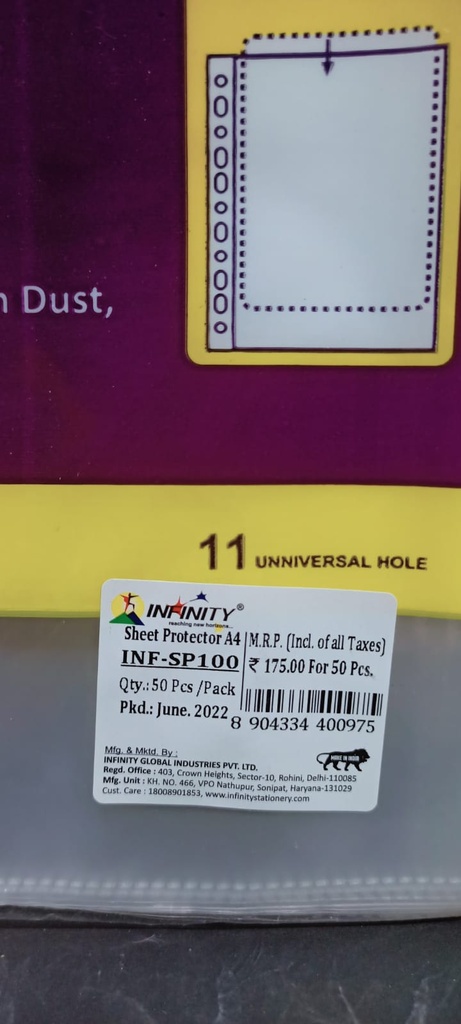 n Dust,
11 UNNIVERSAL HOLE
INFINITY®
reaching new horizons...
Sheet Protector A4
INF-SP100
Qty.: 50 Pcs /Pack
Pkd.: June. 2022
M.R.P. (Incl. of all Taxes)
₹ 175.00 For 50 Pcs.
8 904334 400975
Mfg. & Mktd. By :
INFINITY GLOBAL INDUSTRIES PVT. LTD.
Regd. Office : 403, Crown Heights, Sector-10, Rohini, Delhi-110085
Mfg. Unit : KH. NO. 466, VPO Nathupur, Sonipat, Haryana-131029
Cust. Care : 18008901853, www.infinitystationery.com
MAKE IN INDIA